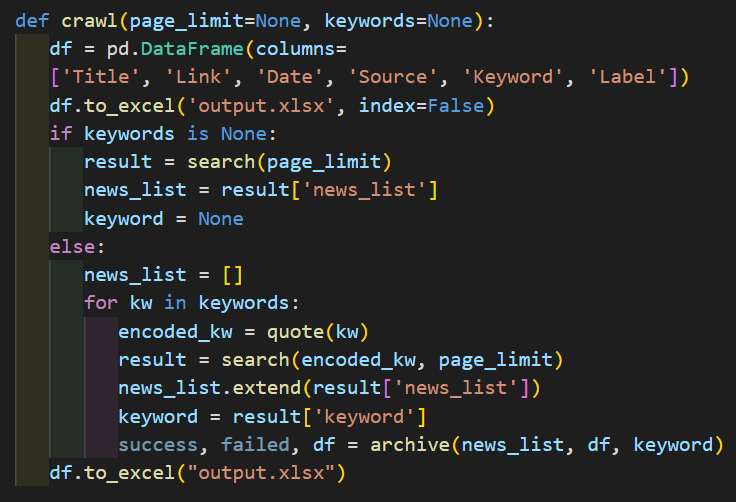 def crawl(page_limit=None, keywords=None):
    df = pd.DataFrame(columns=
    ['Title', 'Link', 'Date', 'Source', 'Keyword', 'Label'])
    df.to_excel('output.xlsx', index=False)
    if keywords is None:
        result = search(page_limit)
        news_list = result['news_list']
        keyword = None
    else:
        news_list = []
        for kw in keywords:
            encoded_kw = quote(kw)
            result = search(encoded_kw, page_limit)
            news_list.extend(result['news_list'])
            keyword = result['keyword']
            success, failed, df = archive(news_list, df, keyword)
    df.to_excel("output.xlsx")